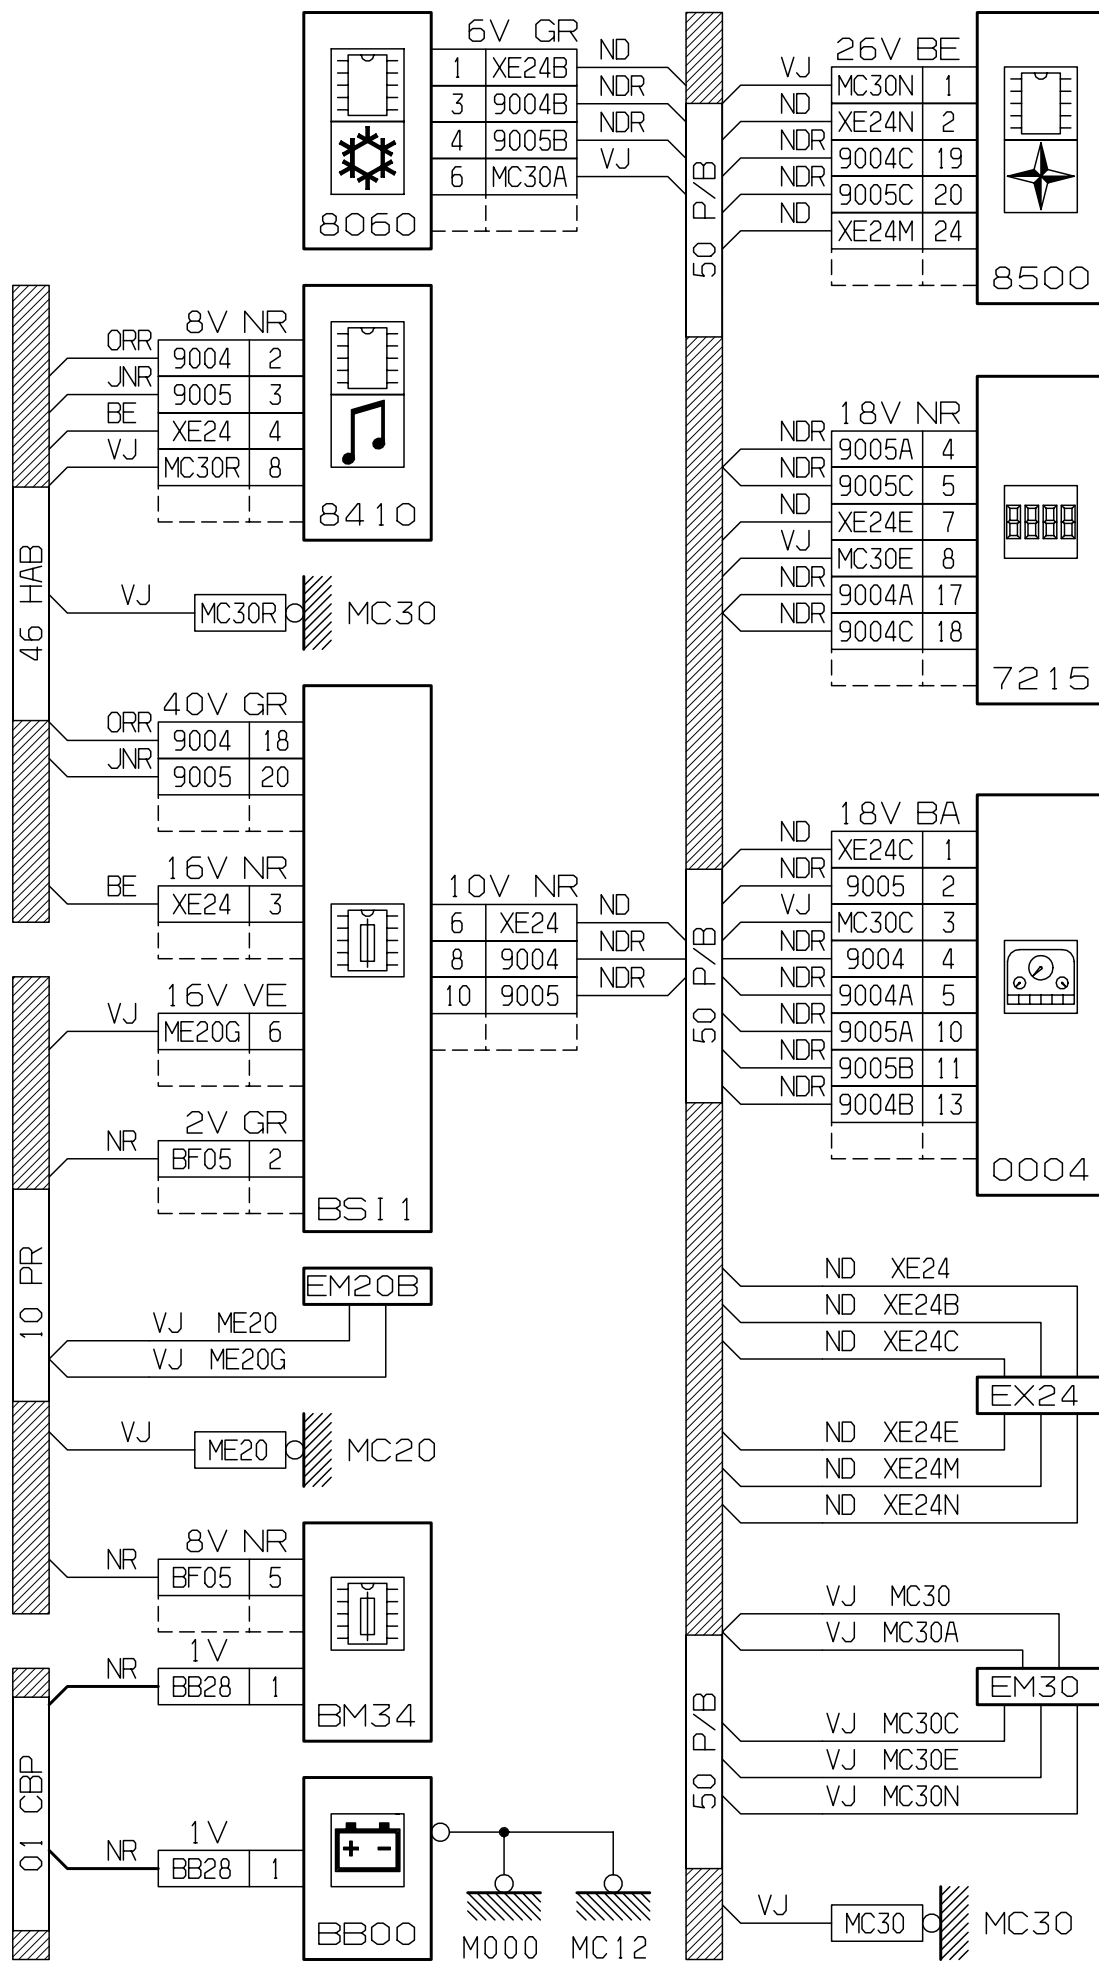 6V GR
ND
1 XE24B
NDR
3 9004B
NDR
4 9005B
VJ
6 MC30A
8060
50 P/B
26V BE
VJ
MC30N 1
ND
XE24N 2
NDR
9004C 19
NDR
9005C 20
ND
XE24M 24
8500
8V NR
ORR
9004 2
JNR
9005 3
BE
XE24 4
VJ
MC30R 8
8410
46 HAB
VJ
MC30R
MC30
18V NR
NDR
9005A 4
NDR
9005C 5
ND
XE24E 7
VJ
MC30E 8
NDR
9004A 17
NDR
9004C 18
7215
40V GR
ORR
9004 18
JNR
9005 20
16V NR
BE
XE24 3
10V NR
ND
6 XE24
NDR
8 9004
NDR
10 9005
16V VE
VJ
ME20G 6
2V GR
NR
BF05 2
BSI1
50 P/B
18V BA
ND
XE24C 1
NDR
9005 2
VJ
MC30C 3
NDR
9004 4
NDR
9004A 5
NDR
9005A 10
NDR
9005B 11
NDR
9004B 13
0004
10 PR
EM20B
VJ ME20
VJ ME20G
VJ
ME20
MC20
ND XE24
ND XE24B
ND XE24C
EX24
ND XE24E
ND XE24M
ND XE24N
8V NR
NR
BF05 5
1V
NR
BB28 1
BM34
01 CBP
1V
NR
BB28 1
+ -
BB00
M000
MC12
VJ MC30
VJ MC30A
EM30
50 P/B
VJ MC30C
VJ MC30E
VJ MC30N
VJ
MC30
MC30